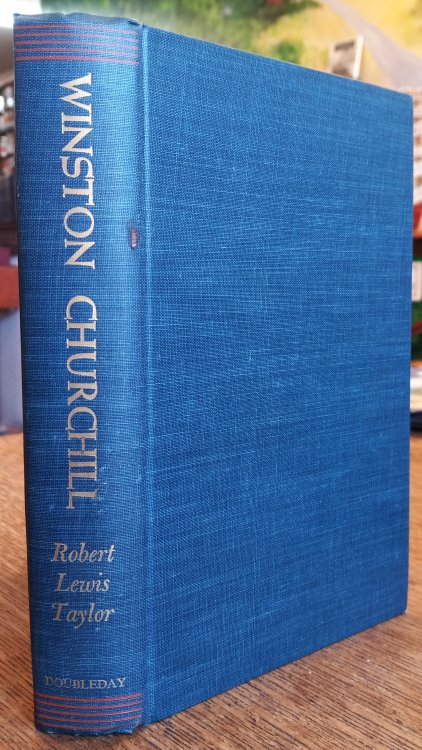 WINSTON CHURCHILL
Robert
Lewis
Taylor
DOUBLEDAY